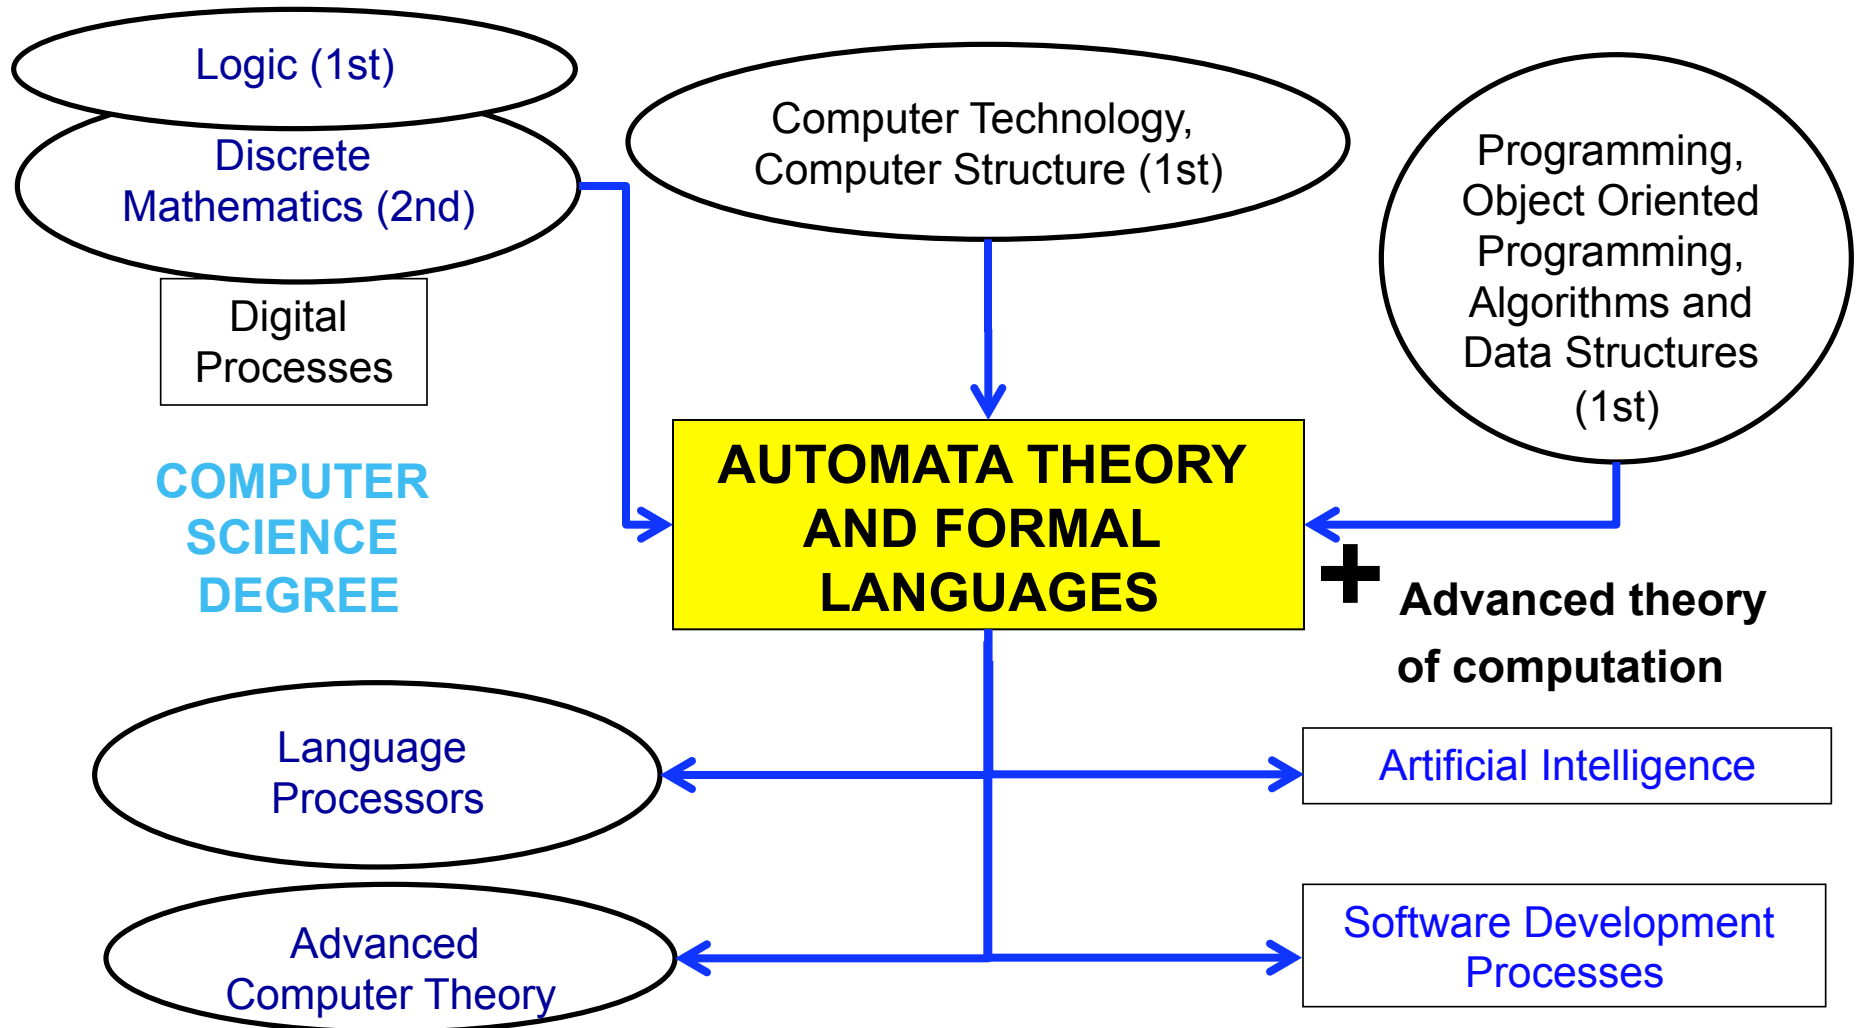 Logic (1st)
Discrete
Mathematics (2nd)
Digital
Processes
Computer Technology,
Computer Structure (1st)
Programming,
Object Oriented
Programming,
Algorithms and
Data Structures
(1st)
COMPUTER
SCIENCE
DEGREE
AUTOMATA THEORY
AND FORMAL
LANGUAGES
+
Advanced theory
of computation
Language
Processors
Artificial Intelligence
Advanced
Computer Theory
Software Development
Processes